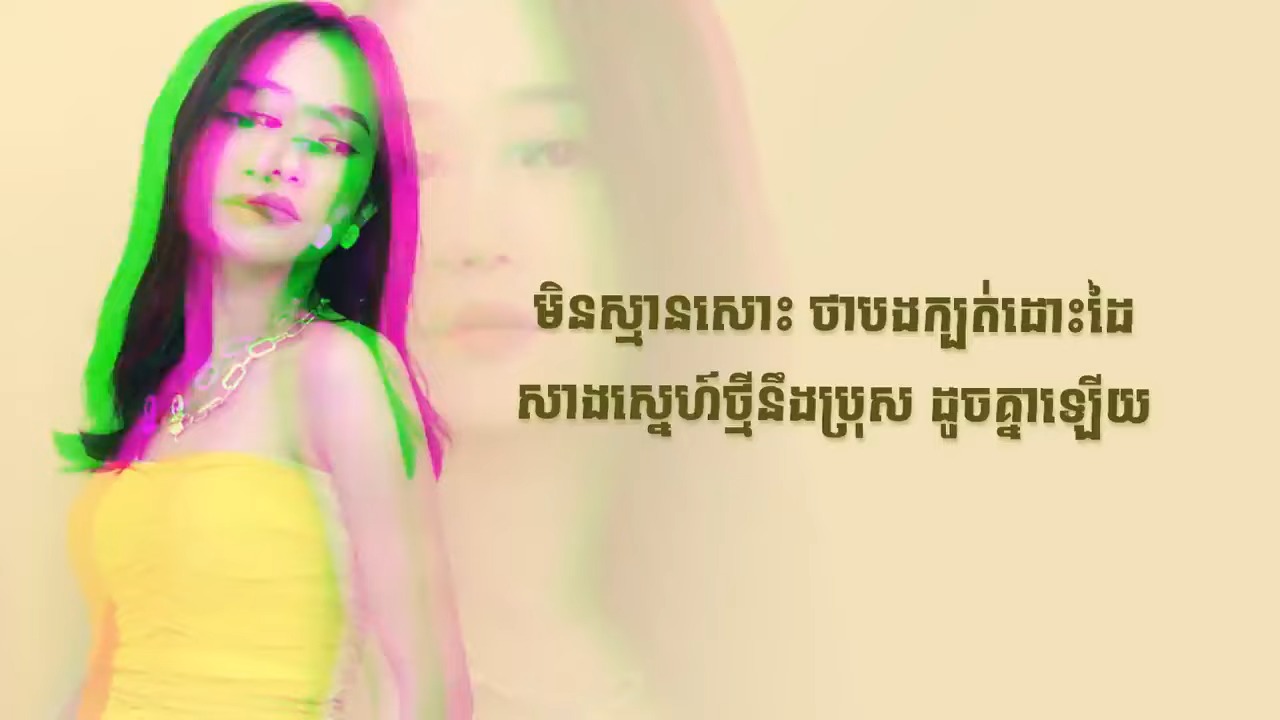 មិនស្មានសោះ ថាបងក្បត់ដោះដៃ
សាងស្នេហ៍ថ្មីនឹងប្រុស ដូចគ្នាឡើយ